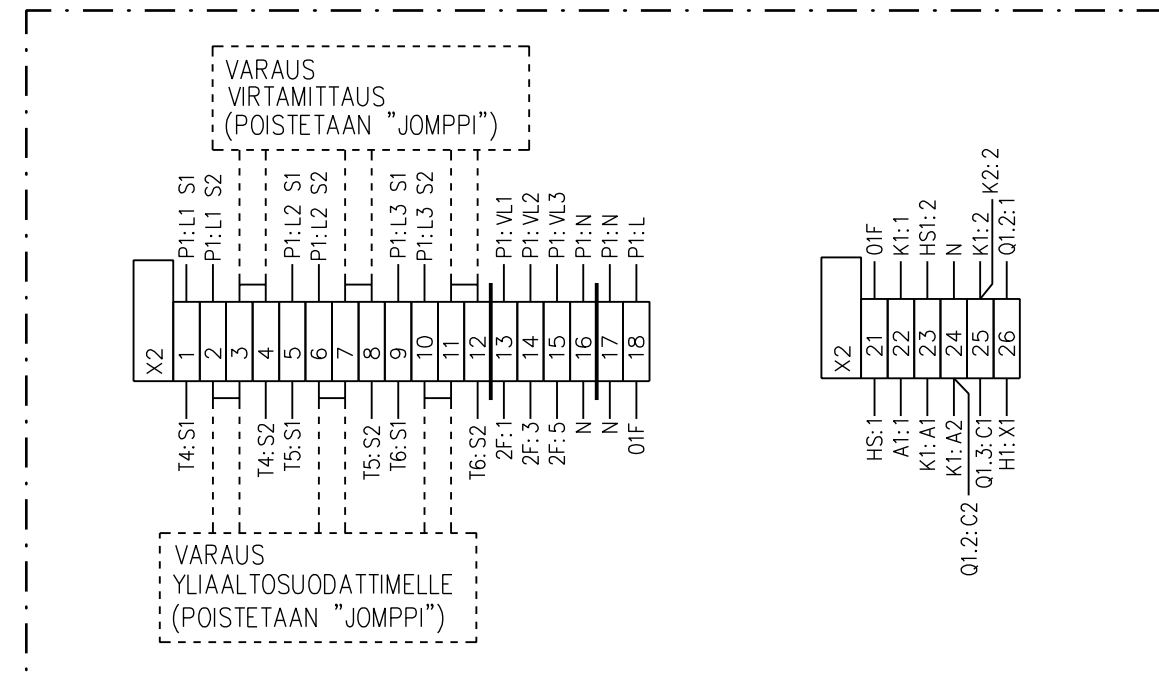 VARAUS
VIRTAMITTAUS
(POISTETAAN "JOMPPI")
P1:L1 S1
P1:L1 S2
P1:L2 S1
P1:L2 S2
P1:L3 S1
P1:L3 S2
P1:VL1
P1:VL2
P1:VL3
P1:N
P1:N
P1:L
X2
1
2
3
4
5
6
7
8
9
10
11
12
13
14
15
16
17
18
T4:S1
T4:S2
T5:S1
T5:S2
T6:S1
T6:S2
2F:1
2F:3
2F:5
N
N
01F
VARAUS
YLIAALTOSUODATTIMELLE
(POISTETAAN "JOMPPI")
01F
K1:1
HS1:2
N
K1:2
K2:2
Q1.2:1
X2
21
22
23
24
25
26
HS:1
A1:1
K1:A1
K1:A2
Q1.2:C2
Q1.3:C1
H1:X1